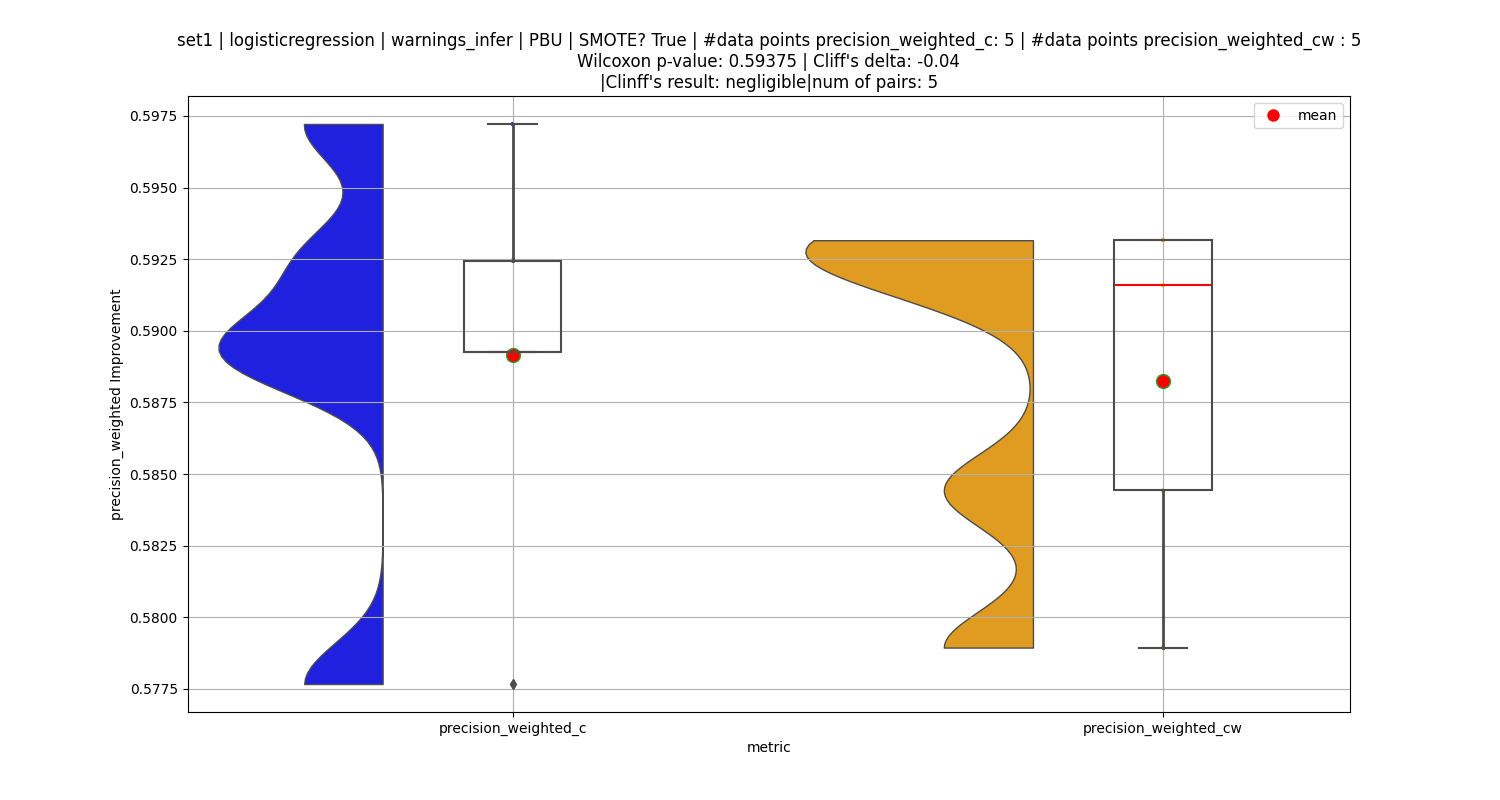 set1 | logisticregression | warnings_infer | PBU | SMOTE? True | #data points precision_weighted_c: 5 | #data points precision_weighted_cw : 5
Wilcoxon p-value: 0.59375 | Cliff's delta: -0.04
|Clinff's result: negligible|num of pairs: 5
mean
0.5975
0.5950
0.5925
0.5900
0.5875
0.5850
0.5825
0.5800
0.5775
precision_weighted Improvement
precision_weighted_c
precision_weighted_cw
metric